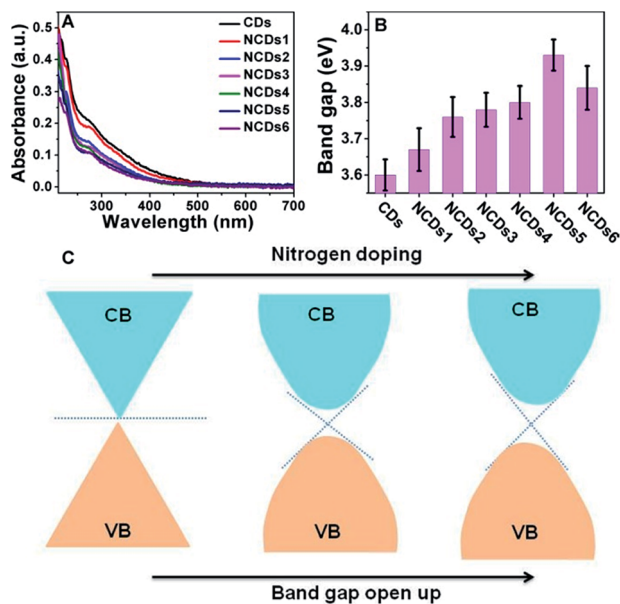 A
CDs
NCDs1
NCDs2
NCDs3
NCDs4
NCDs5
NCDs6
Absorbance (a.u.)
0.5
0.4
0.3
0.2
0.1
0.0
300 400 500 600 700
Wavelength (nm)
B
Band gap (eV)
4.0
3.9
3.8
3.7
3.6
CDs
NCDs1
NCDs2
NCDs3
NCDs4
NCDs5
NCDs6
C
Nitrogen doping
CB CB CB
VB VB VB
Band gap open up